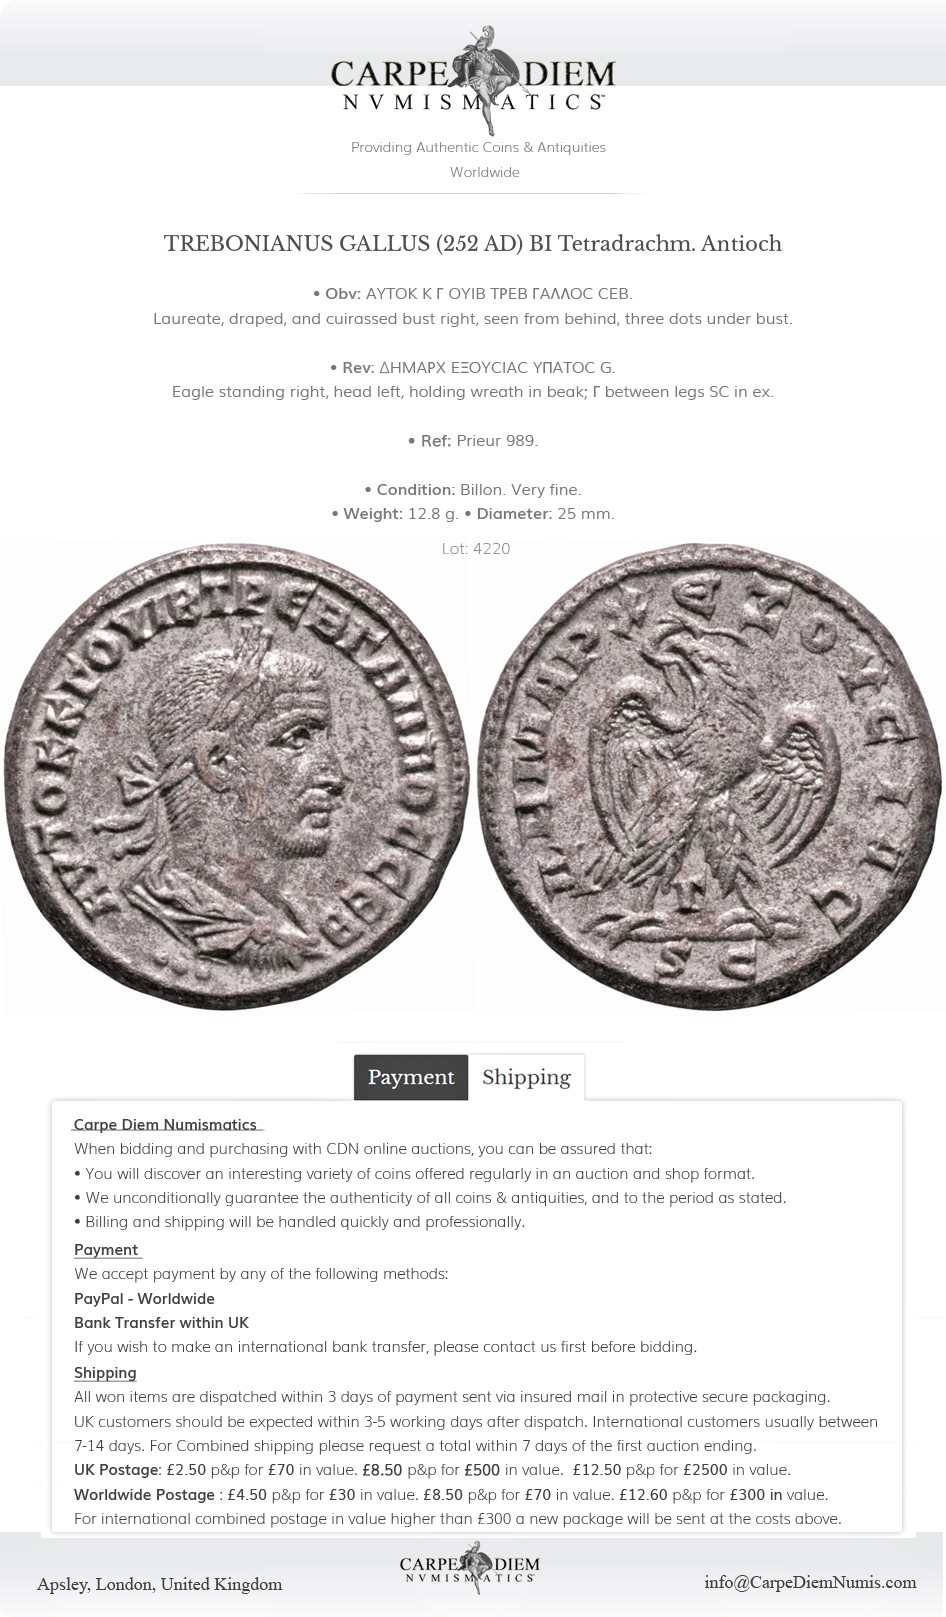 CARPE DIEM
NVMISMATICS™
Providing Authentic Coins & Antiquities
Worldwide
TREBONIANUS GALLUS (252 AD) BI Tetradrachm. Antioch
• Obv: ΑΥΤΟΚ Κ Γ ΟΥΙΒ ΤΡΕΒ ΓΑΛΛΟC CEB.
Laureate, draped, and cuirassed bust right, seen from behind, three dots under bust.
• Rev: ΔΗΜΑΡΧ ΕΞΟΥCΙΑC ΥΠΑΤΟC G.
Eagle standing right, head left, holding wreath in beak; Γ between legs SC in ex.
• Ref: Prieur 989.
• Condition: Billon. Very fine.
• Weight: 12.8 g. • Diameter: 25 mm.
Lot: 4220
S C
Payment Shipping
Carpe Diem Numismatics
When bidding and purchasing with CDN online auctions, you can be assured that:
• You will discover an interesting variety of coins offered regularly in an auction and shop format.
• We unconditionally guarantee the authenticity of all coins & antiquities, and to the period as stated.
• Billing and shipping will be handled quickly and professionally.
Payment
We accept payment by any of the following methods:
PayPal - Worldwide
Bank Transfer within UK
If you wish to make an international bank transfer, please contact us first before bidding.
Shipping
All won items are dispatched within 3 days of payment sent via insured mail in protective secure packaging.
UK customers should be expected within 3-5 working days after dispatch. International customers usually between
7-14 days. For Combined shipping please request a total within 7 days of the first auction ending.
UK Postage: £2.50 p&p for £70 in value. £8.50 p&p for £500 in value. £12.50 p&p for £2500 in value.
Worldwide Postage : £4.50 p&p for £30 in value. £8.50 p&p for £70 in value. £12.60 p&p for £300 in value.
For international combined postage in value higher than £300 a new package will be sent at the costs above.
Apsley, London, United Kingdom
CARPE DIEM
NVMISMATICS
info@CarpeDiemNumis.com